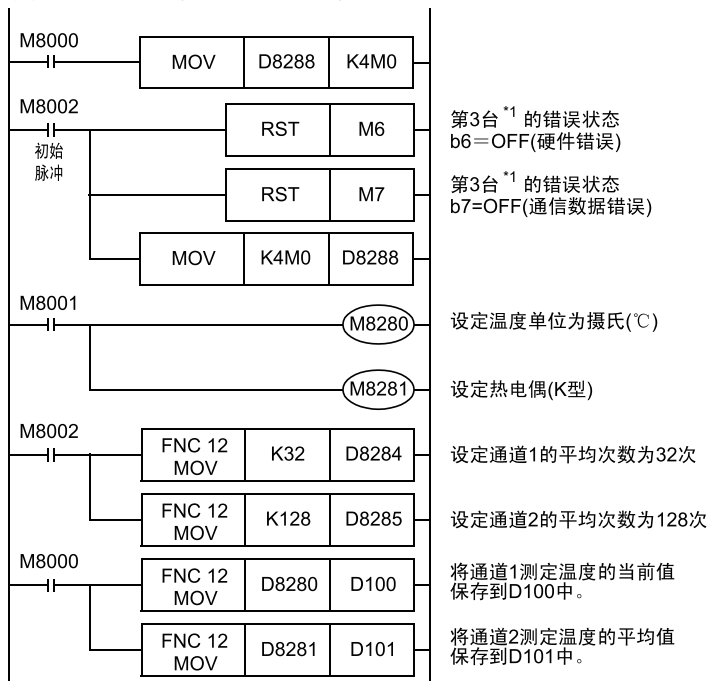 M8000
MOV D8288 K4M0
M8002
初始
脉冲
RST M6
第3台*1 的错误状态
b6=OFF(硬件错误)
RST M7
第3台*1 的错误状态
b7=OFF(通信数据错误)
MOV K4M0 D8288
M8001
M8280
设定温度单位为摄氏(℃)
M8281
设定热电偶(K型)
M8002
FNC 12
MOV
K32 D8284
设定通道1的平均次数为32次
FNC 12
MOV
K128 D8285
设定通道2的平均次数为128次
M8000
FNC 12
MOV
D8280 D100
将通道1测定温度的当前值
保存到D100中。
FNC 12
MOV
D8281 D101
将通道2测定温度的平均值
保存到D101中。